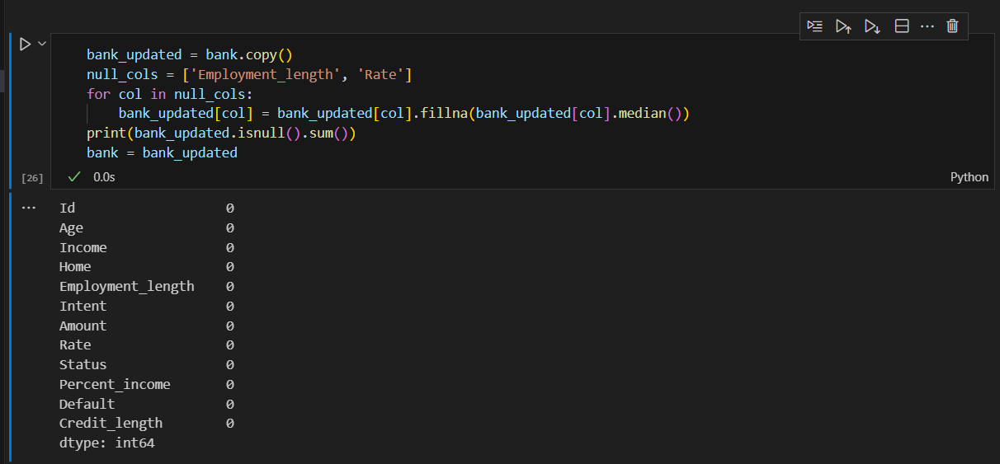 bank_updated = bank.copy()
null_cols = ['Employment_length', 'Rate']
for col in null_cols:
    bank_updated[col] = bank_updated[col].fillna(bank_updated[col].median())
print(bank_updated.isnull().sum())
bank = bank_updated
[26] 0.0s Python
Id 0
Age 0
Income 0
Home 0
Employment_length 0
Intent 0
Amount 0
Rate 0
Status 0
Percent_income 0
Default 0
Credit_length 0
dtype: int64